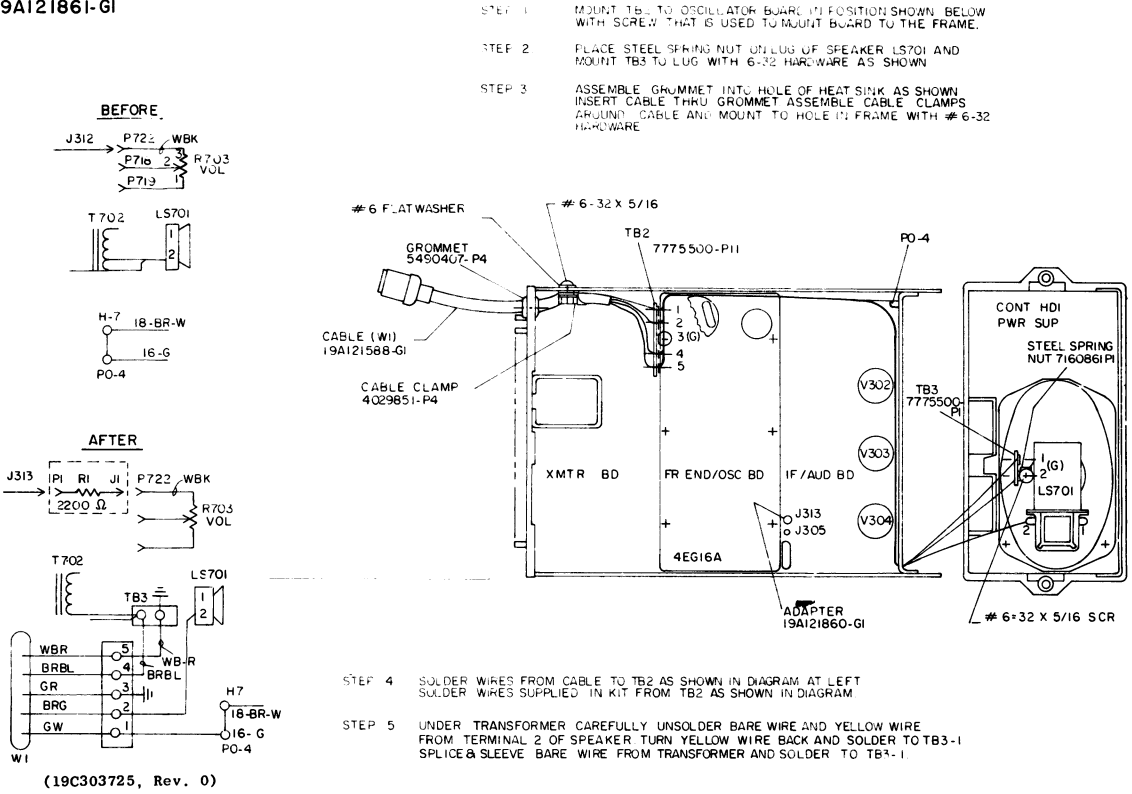 9A121861-G1
STEP 1 MOUNT TB2 TO OSCILLATOR BOARD IN POSITION SHOWN BELOW
WITH SCREW THAT IS USED TO MOUNT BOARD TO THE FRAME.
STEP 2 PLACE STEEL SPRING NUT ON LUG OF SPEAKER LS701 AND
MOUNT TB3 TO LUG WITH 6-32 HARDWARE AS SHOWN
STEP 3 ASSEMBLE GROMMET INTO HOLE OF HEAT SINK AS SHOWN
INSERT CABLE THRU GROMMET ASSEMBLE CABLE CLAMPS
AROUND CABLE AND MOUNT TO HOLE IN FRAME WITH # 6-32
HARDWARE
BEFORE
J312
P722
WBK
3
P718
2
R703
VOL
P719
1
T702
LS701
1
2
H-7
18-BR-W
16-G
PO-4
# 6 FLATWASHER
# 6-32 X 5/16
GROMMET
5490407-P4
TB2
7775500-P11
PO-4
CABLE (W1)
19A121588-G1
CABLE CLAMP
4029851-P4
1
2
3 (G)
4
5
CONT HDI
PWR SUP
STEEL SPRING
NUT 7160861P1
TB3
7775500-
P1
V302
V303
V304
XMTR BD
FR END/OSC BD
IF/AUD BD
J313
J305
4EG16A
1
(G)
2
LS701
2
1
ADAPTER
19A121860-G1
# 6=32 X 5/16 SCR
AFTER
J313
P1
R1
J1
2200 Ω
P722
WBK
R703
VOL
T702
LS701
TB3
1
2
WBR
5
WB-R
BRBL
4
BRBL
GR
3
BRG
2
GW
1
W1
H7
18-BR-W
16-G
PO-4
STEP 4 SOLDER WIRES FROM CABLE TO TB2 AS SHOWN IN DIAGRAM AT LEFT
SOLDER WIRES SUPPLIED IN KIT FROM TB2 AS SHOWN IN DIAGRAM
STEP 5 UNDER TRANSFORMER CAREFULLY UNSOLDER BARE WIRE AND YELLOW WIRE
FROM TERMINAL 2 OF SPEAKER TURN YELLOW WIRE BACK AND SOLDER TO TB3-1
SPLICE & SLEEVE BARE WIRE FROM TRANSFORMER AND SOLDER TO TB3-1.
(19C303725, Rev. 0)